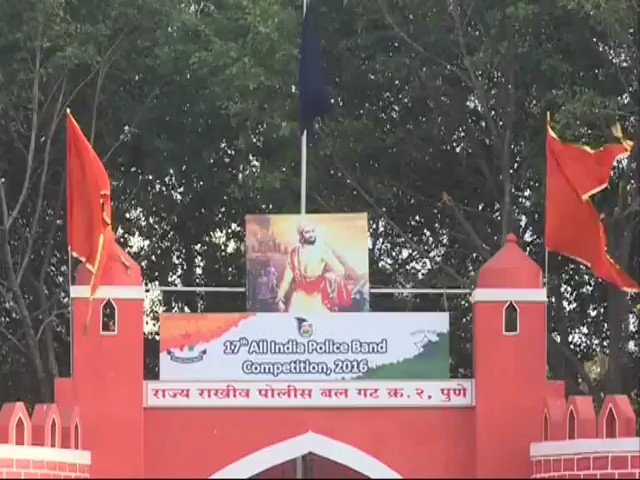 17th All India Police Band
Competition, 2016
राज्य राखीव पोलीस बल गट क्र. २, पुणे